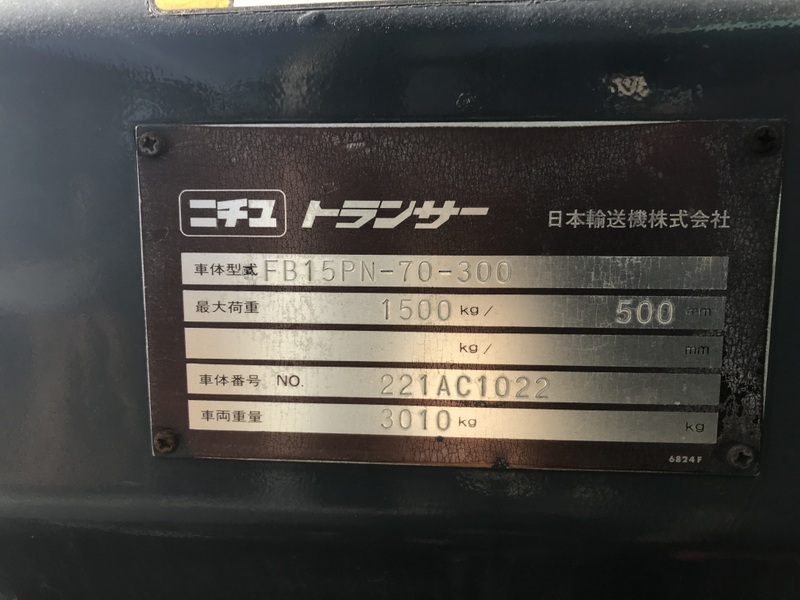 ニチユ トランサー 日本輸送機株式会社
車体型式 FB15PN-70-300
最大荷重 1500 kg/ 500 mm
kg/ mm
車体番号 NO. 221AC1022
車両重量 3010 kg kg
6824F